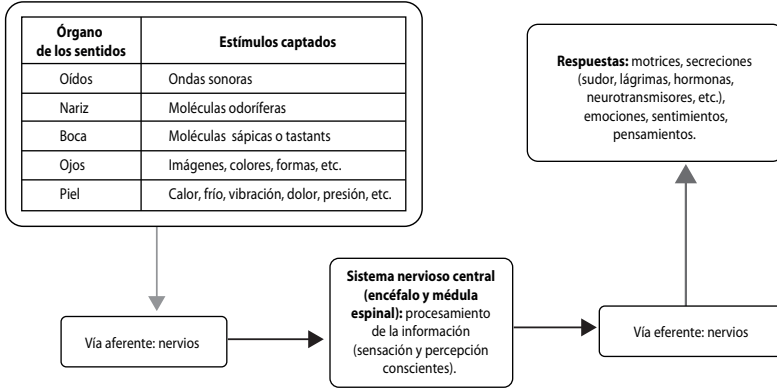 Órgano
de los sentidos
Estímulos captados
Oídos
Ondas sonoras
Nariz
Moléculas odoríferas
Boca
Moléculas sápicas o tastants
Ojos
Imágenes, colores, formas, etc.
Piel
Calor, frío, vibración, dolor, presión, etc.
Vía aferente: nervios
Sistema nervioso central
(encéfalo y médula
espinal): procesamiento
de la información
(sensación y percepción
conscientes).
Vía eferente: nervios
Respuestas: motrices, secreciones
(sudor, lágrimas, hormonas,
neurotransmisores, etc.),
emociones, sentimientos,
pensamientos.